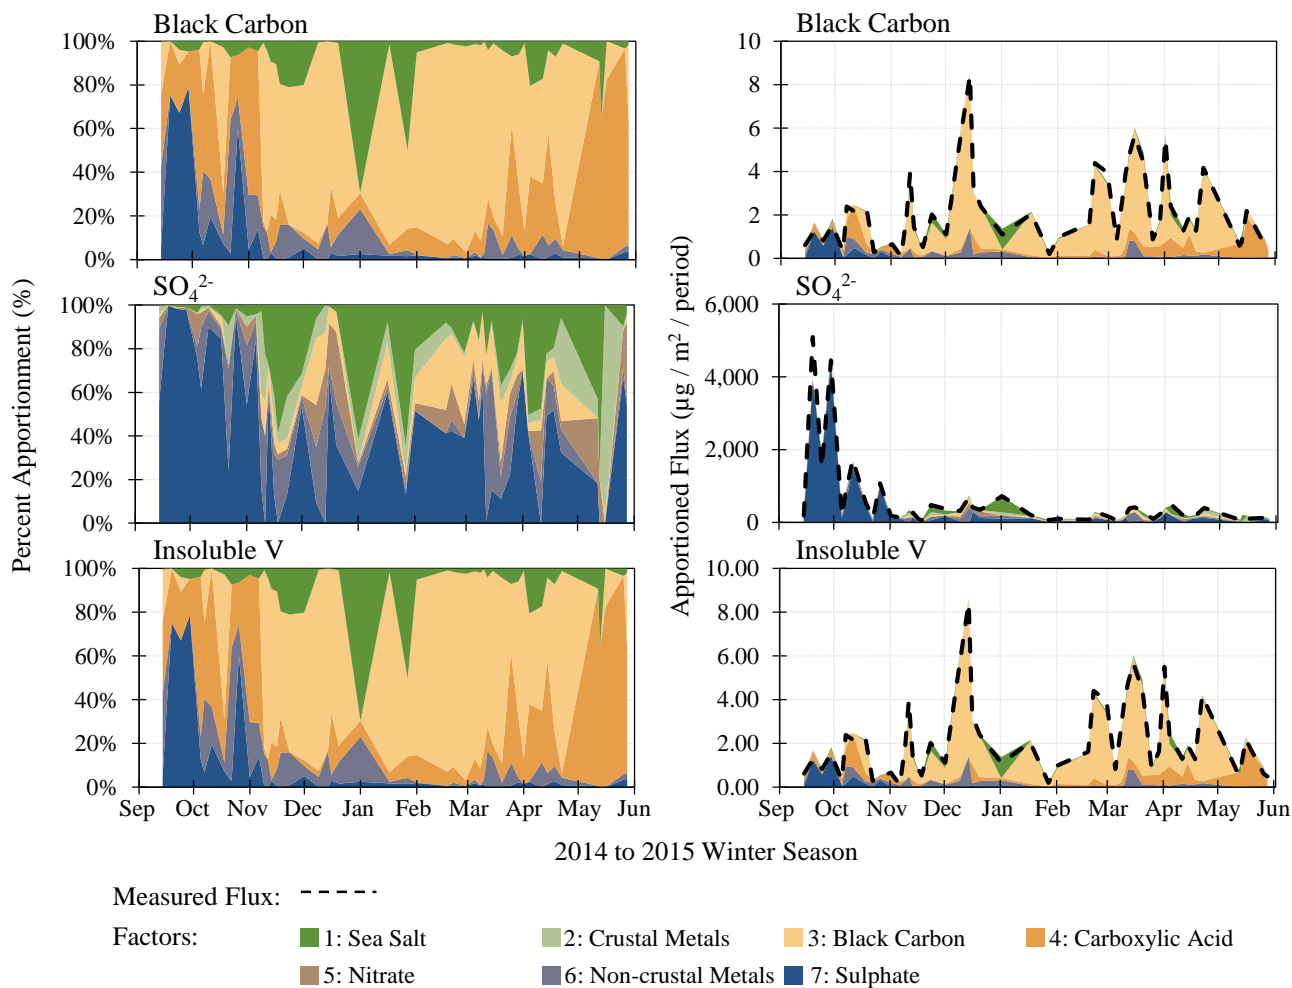 Black Carbon
100%
80%
60%
40%
20%
0%
SO₄²⁻
100%
80%
60%
40%
20%
0%
Insoluble V
100%
80%
60%
40%
20%
0%
Sep Oct Nov Dec Jan Feb Mar Apr May Jun
Percent Apportionment (%)
Black Carbon
10
8
6
4
2
0
SO₄²⁻
6,000
4,000
2,000
0
Insoluble V
10.00
8.00
6.00
4.00
2.00
0.00
Sep Oct Nov Dec Jan Feb Mar Apr May Jun
Apportioned Flux (µg / m² / period)
2014 to 2015 Winter Season
Measured Flux:
Factors:
1: Sea Salt 2: Crustal Metals 3: Black Carbon 4: Carboxylic Acid
5: Nitrate 6: Non-crustal Metals 7: Sulphate